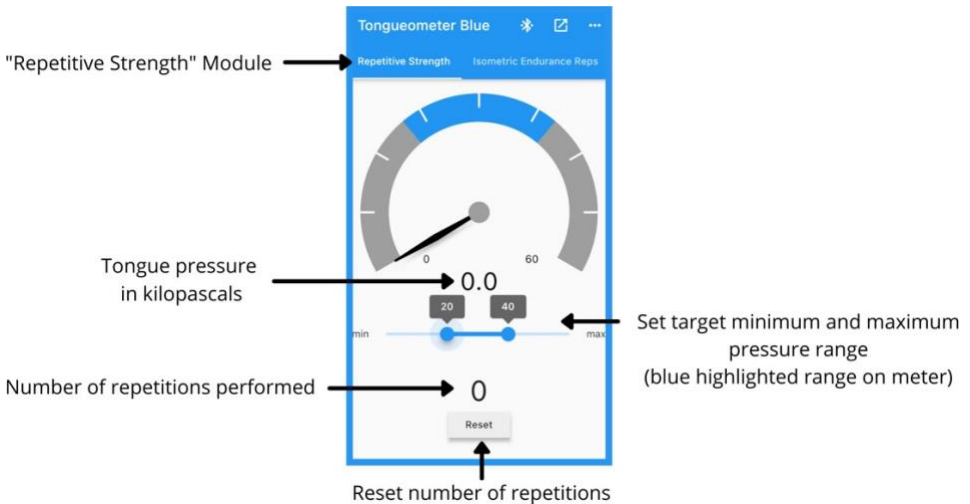 Tongueometer Blue
"Repetitive Strength" Module
Repetitive Strength
Isometric Endurance Reps
0
60
Tongue pressure
in kilopascals
0.0
20
40
min
max
Set target minimum and maximum
pressure range
(blue highlighted range on meter)
Number of repetitions performed
0
Reset
Reset number of repetitions